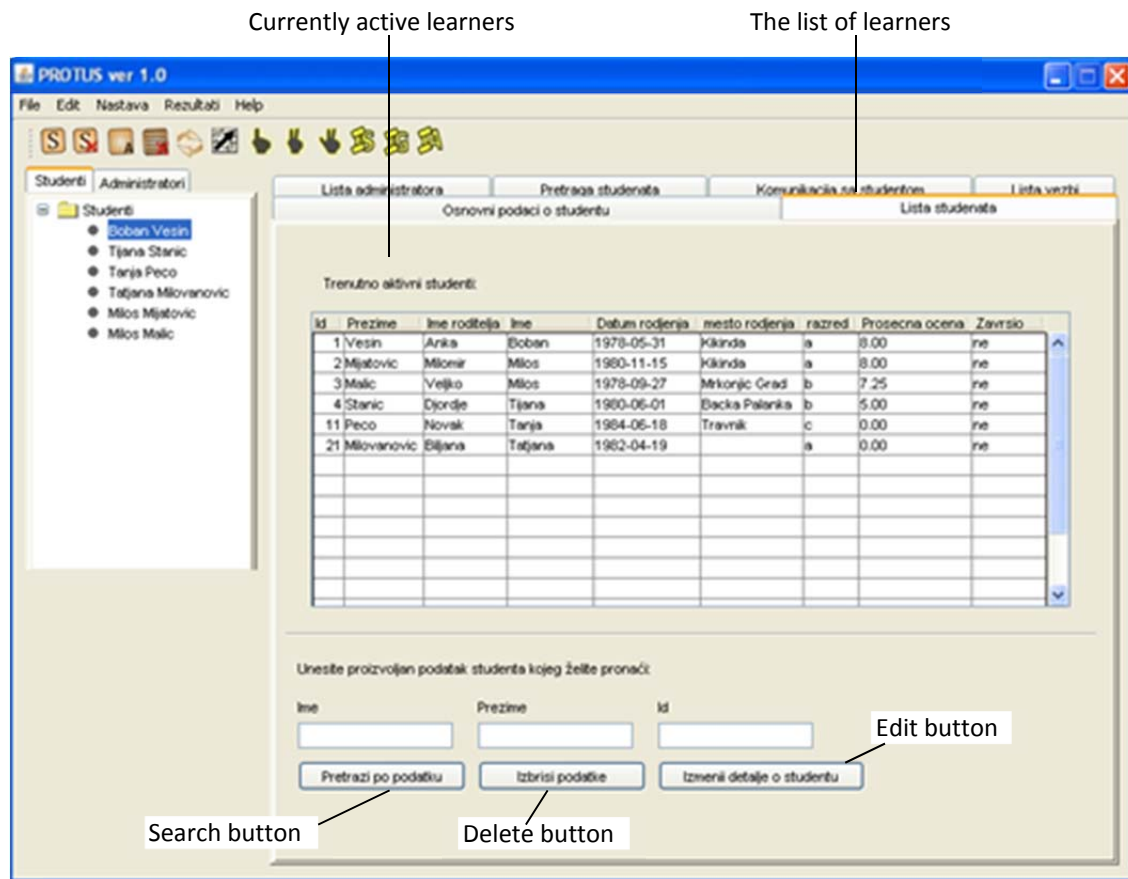 Currently active learners
The list of learners
PROTUS ver 1.0
File Edit Nastava Rezultati Help
Studenti Administratori
Lista administratora Pretraga studenata Komunikacija sa studentom Lista vezbi
Osnovni podaci o studentu Lista studenata
Studenti
Boban Vesin
Tijana Stanic
Tanja Peco
Tatjana Milovanovic
Milos Mijatovic
Milos Malic
Trenutno aktivni studenti:
Id Prezime Ime roditelja Ime Datum rodjenja mesto rodjenja razred Prosecna ocena Zavrsio
1 Vesin Anka Boban 1978-05-31 Kikinda a 8.00 ne
2 Mijatovic Milomir Milos 1980-11-15 Kikinda a 8.00 ne
3 Malic Veljko Milos 1978-09-27 Mrkonjic Grad b 7.25 ne
4 Stanic Djordje Tijana 1980-06-01 Backa Palanka b 5.00 ne
11 Peco Novak Tanja 1984-06-18 Travnik c 0.00 ne
21 Milovanovic Biljana Tatjana 1982-04-19 a 0.00 ne
Unesite proizvoljan podatak studenta kojeg želite pronaći:
Ime Prezime Id
Edit button
Pretrazi po podatku Izbrisi podatke Izmenii detalje o studentu
Search button Delete button